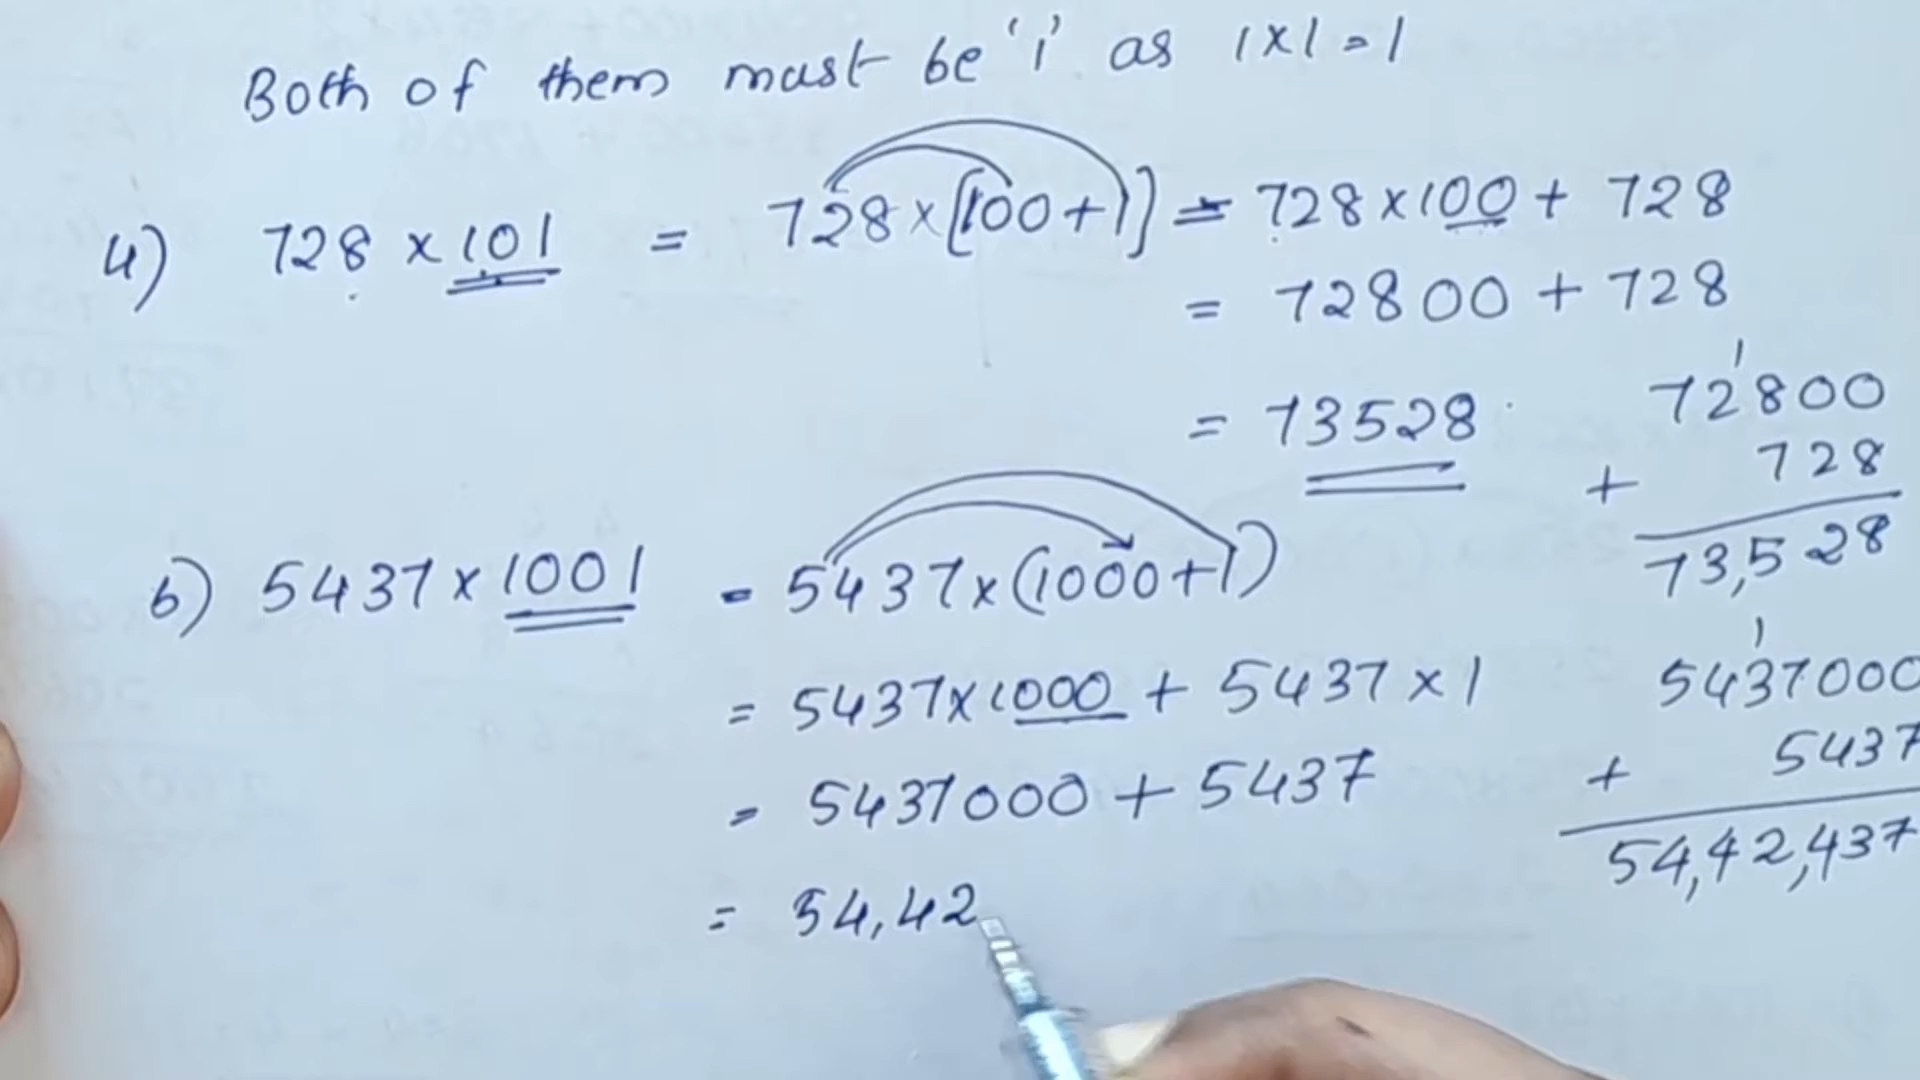 Both of them must be '1' as 1x1=1
4) 728 × 101 = 728×[100+1] = 728×100 + 728
= 72800 + 728
= 73528
1
72800
+ 728
73,528
6) 5437 × 1001 = 5437×(1000+1)
= 5437×1000 + 5437 × 1
= 5437000 + 5437
= 54,42
1
5437000
+ 5437
54,42,437